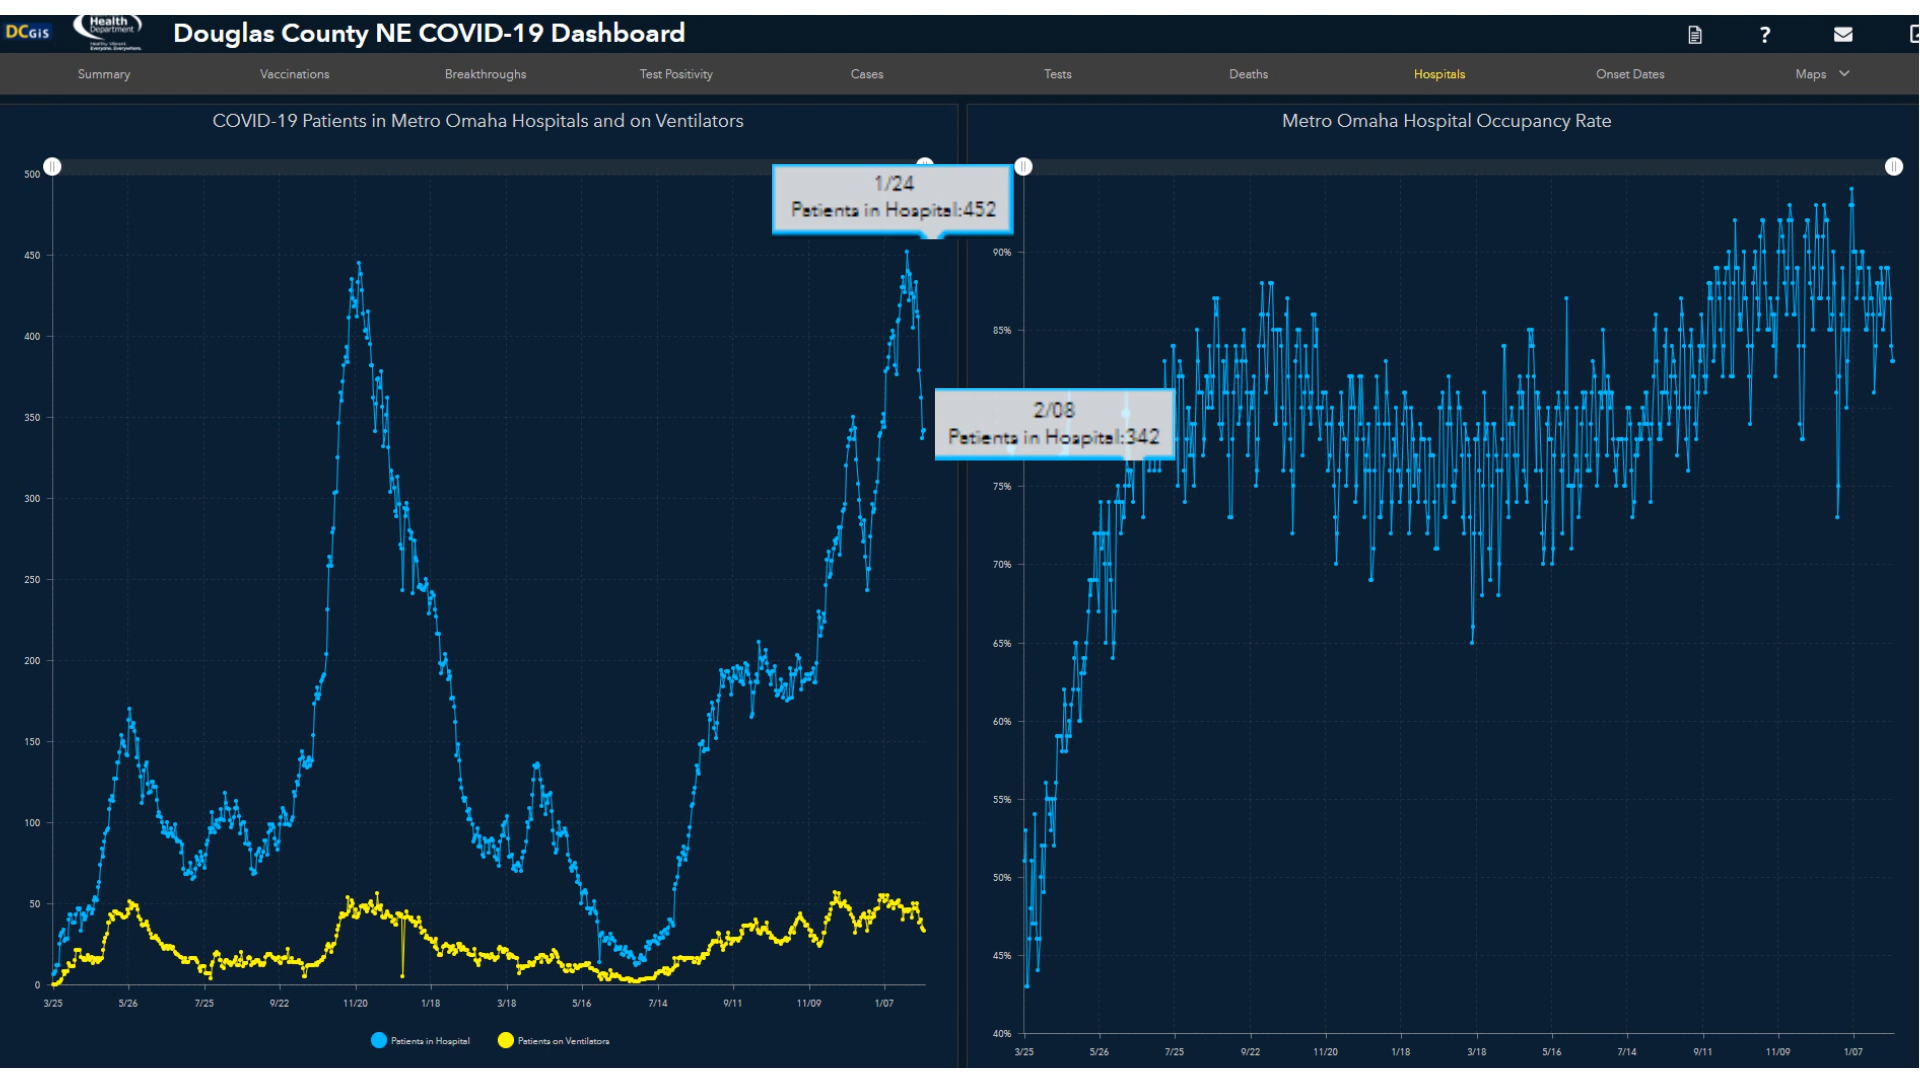 DCGIS
Health
Department
Douglas County NE COVID-19 Dashboard
?
Summary Vaccinations Breakthroughs Test Positivity Cases Tests Deaths Hospitals Onset Dates Maps
COVID-19 Patients in Metro Omaha Hospitals and on Ventilators
500
450
400
350
300
250
200
150
100
50
0
3/25 5/26 7/25 9/22 11/20 1/18 3/18 5/16 7/14 9/11 11/09 1/07
Patients in Hospital Patients on Ventilators
1/24
Patients in Hospital:452
2/08
Patients in Hospital:342
Metro Omaha Hospital Occupancy Rate
90%
85%
75%
70%
65%
60%
55%
50%
45%
40%
3/25 5/26 7/25 9/22 11/20 1/18 3/18 5/16 7/14 9/11 11/09 1/07